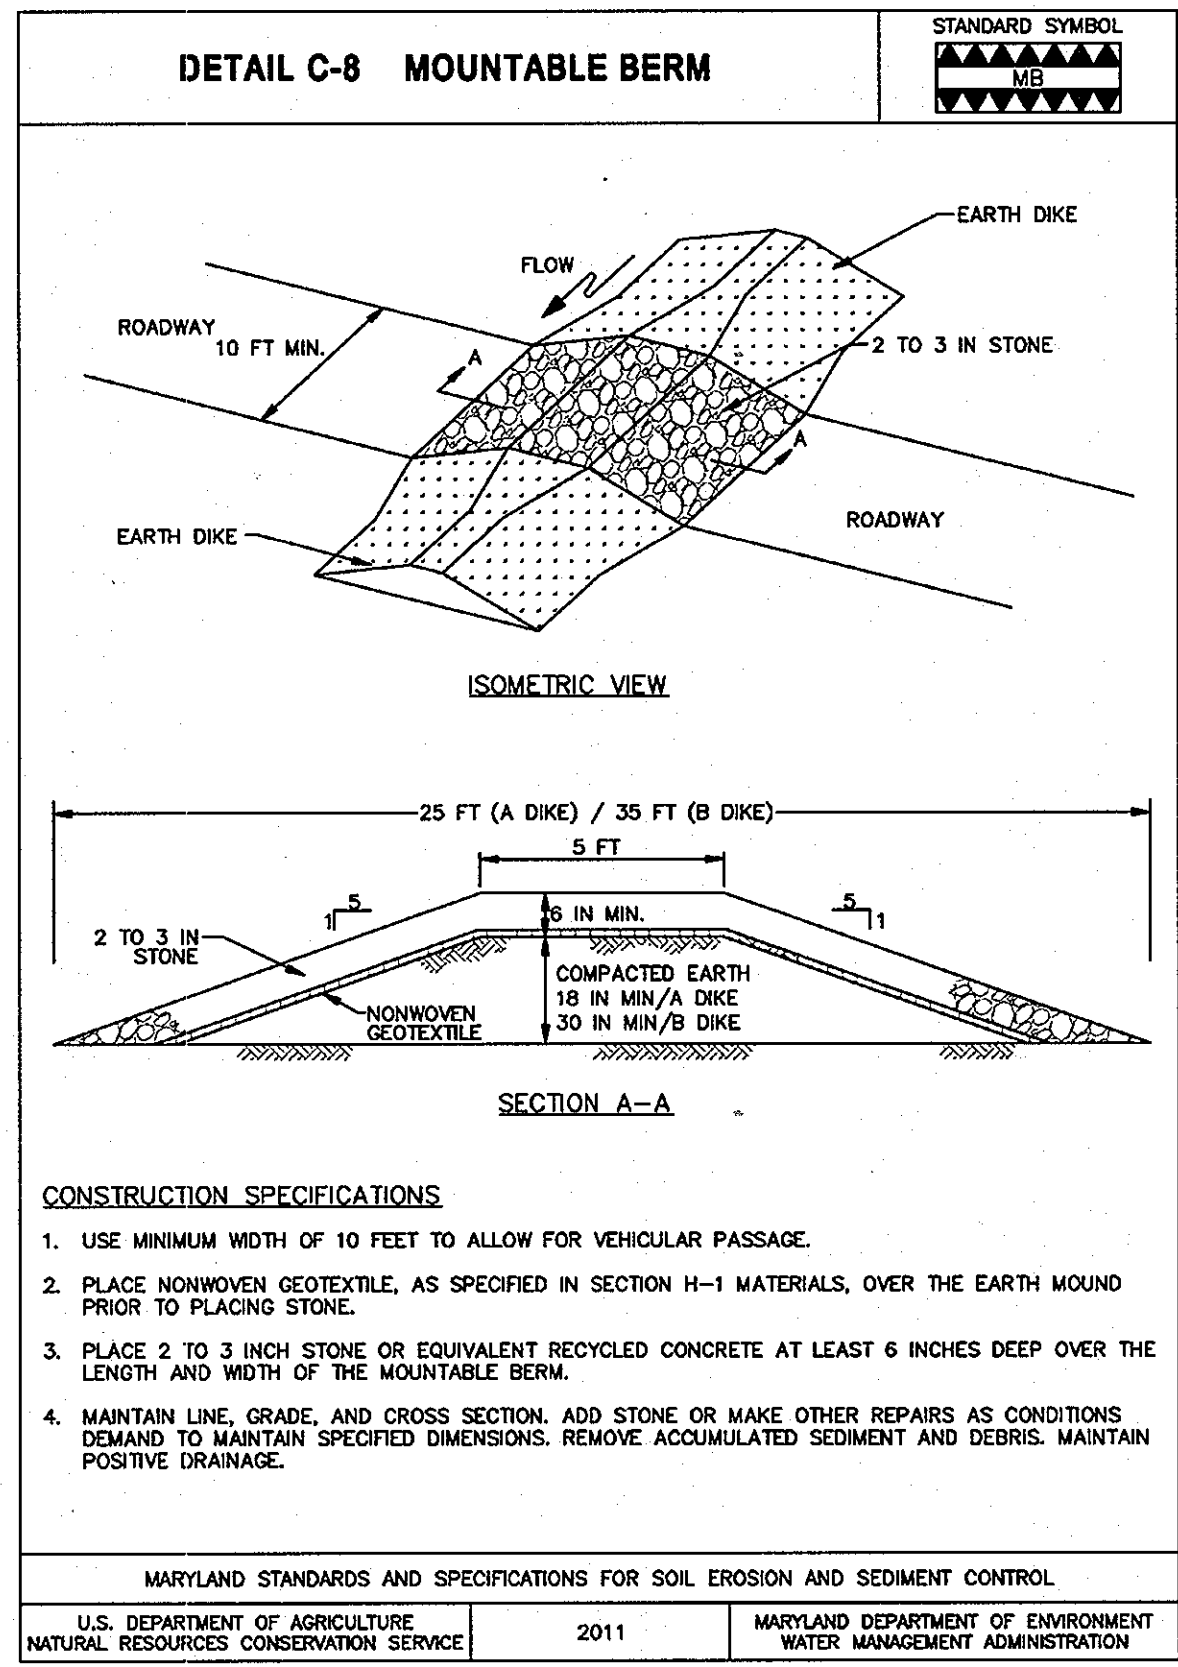 DETAIL C-8 MOUNTABLE BERM
STANDARD SYMBOL
MB
EARTH DIKE
FLOW
ROADWAY
10 FT MIN.
A
2 TO 3 IN STONE
A
ROADWAY
EARTH DIKE
ISOMETRIC VIEW
25 FT (A DIKE) / 35 FT (B DIKE)
5 FT
5
1
5
1
6 IN MIN.
2 TO 3 IN
STONE
COMPACTED EARTH
18 IN MIN/A DIKE
30 IN MIN/B DIKE
NONWOVEN
GEOTEXTILE
SECTION A-A
CONSTRUCTION SPECIFICATIONS
1. USE MINIMUM WIDTH OF 10 FEET TO ALLOW FOR VEHICULAR PASSAGE.
2. PLACE NONWOVEN GEOTEXTILE, AS SPECIFIED IN SECTION H-1 MATERIALS, OVER THE EARTH MOUND
PRIOR TO PLACING STONE.
3. PLACE 2 TO 3 INCH STONE OR EQUIVALENT RECYCLED CONCRETE AT LEAST 6 INCHES DEEP OVER THE
LENGTH AND WIDTH OF THE MOUNTABLE BERM.
4. MAINTAIN LINE, GRADE, AND CROSS SECTION. ADD STONE OR MAKE OTHER REPAIRS AS CONDITIONS
DEMAND TO MAINTAIN SPECIFIED DIMENSIONS. REMOVE ACCUMULATED SEDIMENT AND DEBRIS. MAINTAIN
POSITIVE DRAINAGE.
MARYLAND STANDARDS AND SPECIFICATIONS FOR SOIL EROSION AND SEDIMENT CONTROL
U.S. DEPARTMENT OF AGRICULTURE
NATURAL RESOURCES CONSERVATION SERVICE
2011
MARYLAND DEPARTMENT OF ENVIRONMENT
WATER MANAGEMENT ADMINISTRATION